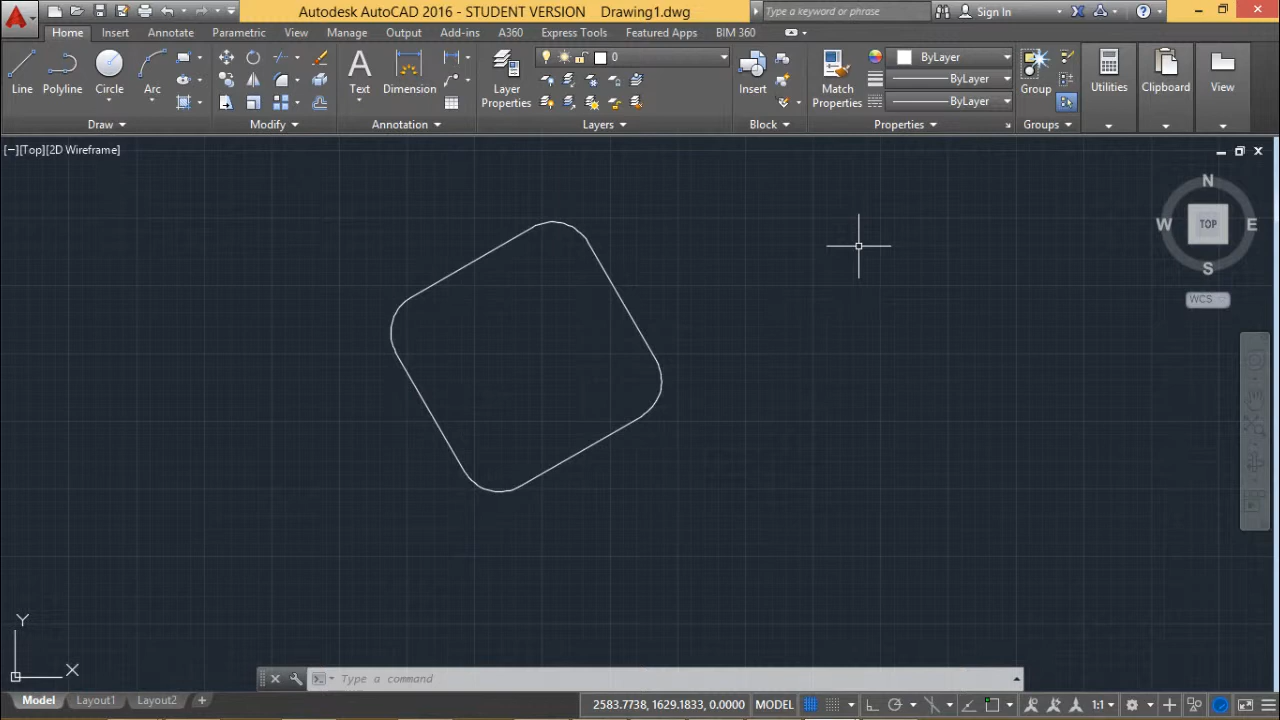 Autodesk AutoCAD 2016 - STUDENT VERSION Drawing1.dwg
Type a keyword or phrase
Sign In
Home Insert Annotate Parametric View Manage Output Add-ins A360 Express Tools Featured Apps BIM 360
0
ByLayer
ByLayer
ByLayer
Line Polyline Circle Arc
Text Dimension
Layer Properties
Insert
Match Properties
Group
Utilities
Clipboard
View
Draw Modify Annotation Layers Block Properties Groups
[−][Top][2D Wireframe]
N
W TOP E
S
WCS
Y
X
Type a command
Model Layout1 Layout2 +
2583.7738, 1629.1833, 0.0000 MODEL 1:1